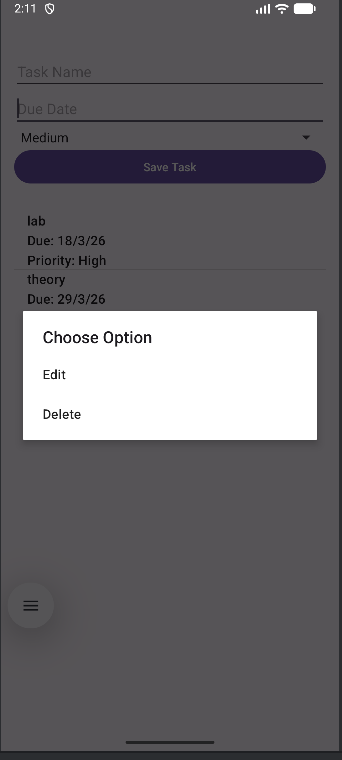 2:11
Task Name
Due Date
Medium
Save Task
lab
Due: 18/3/26
Priority: High
theory
Due: 29/3/26
Choose Option
Edit
Delete